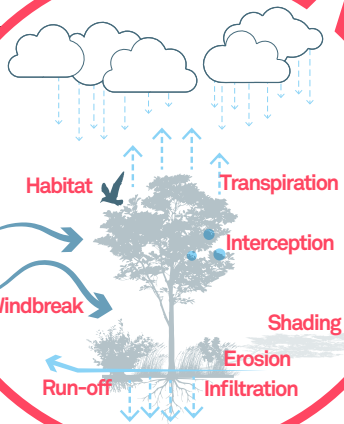 Habitat
Transpiration
Interception
Windbreak
Shading
Erosion
Run-off
Infiltration